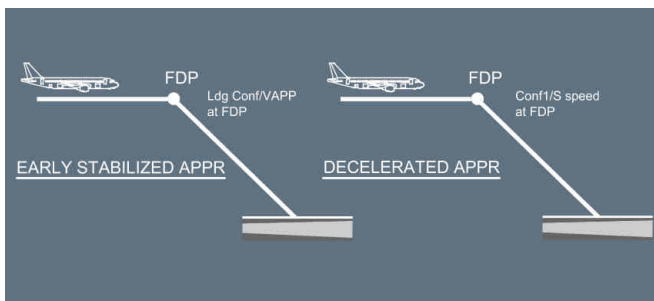 FDP
Ldg Conf/VAPP
at FDP
EARLY STABILIZED APPR
FDP
Conf1/S speed
at FDP
DECELERATED APPR